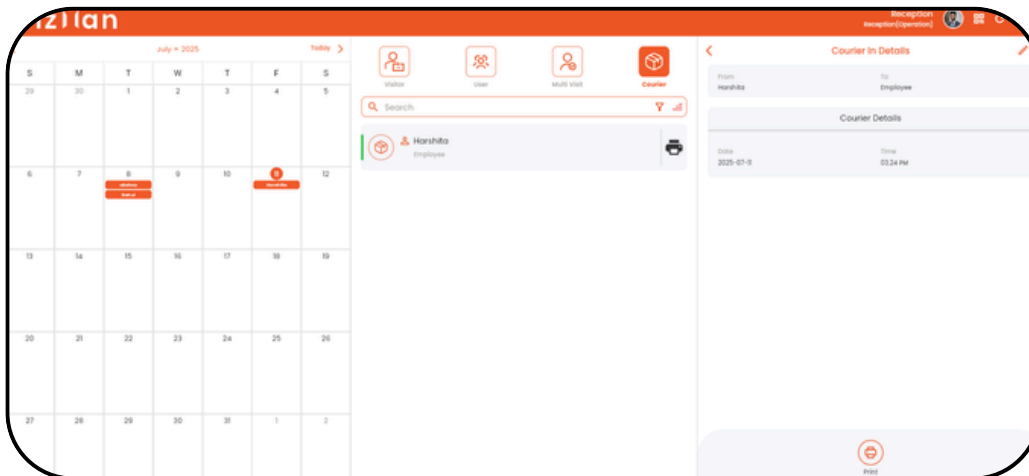 Reception
Reception(Operation)
July 2025
Today
S M T W T F S
29 30 1 2 3 4 5
6 7 8 9 10 11 12
Harshita
13 14 15 16 17 18 19
20 21 22 23 24 25 26
27 28 29 30 31 1 2
Visitor User Multi Visit Courier
Search
Harshita
Employee
Courier In Details
From To
Harshita Employee
Courier Details
Date Time
2025-07-11 03:24 PM
Print